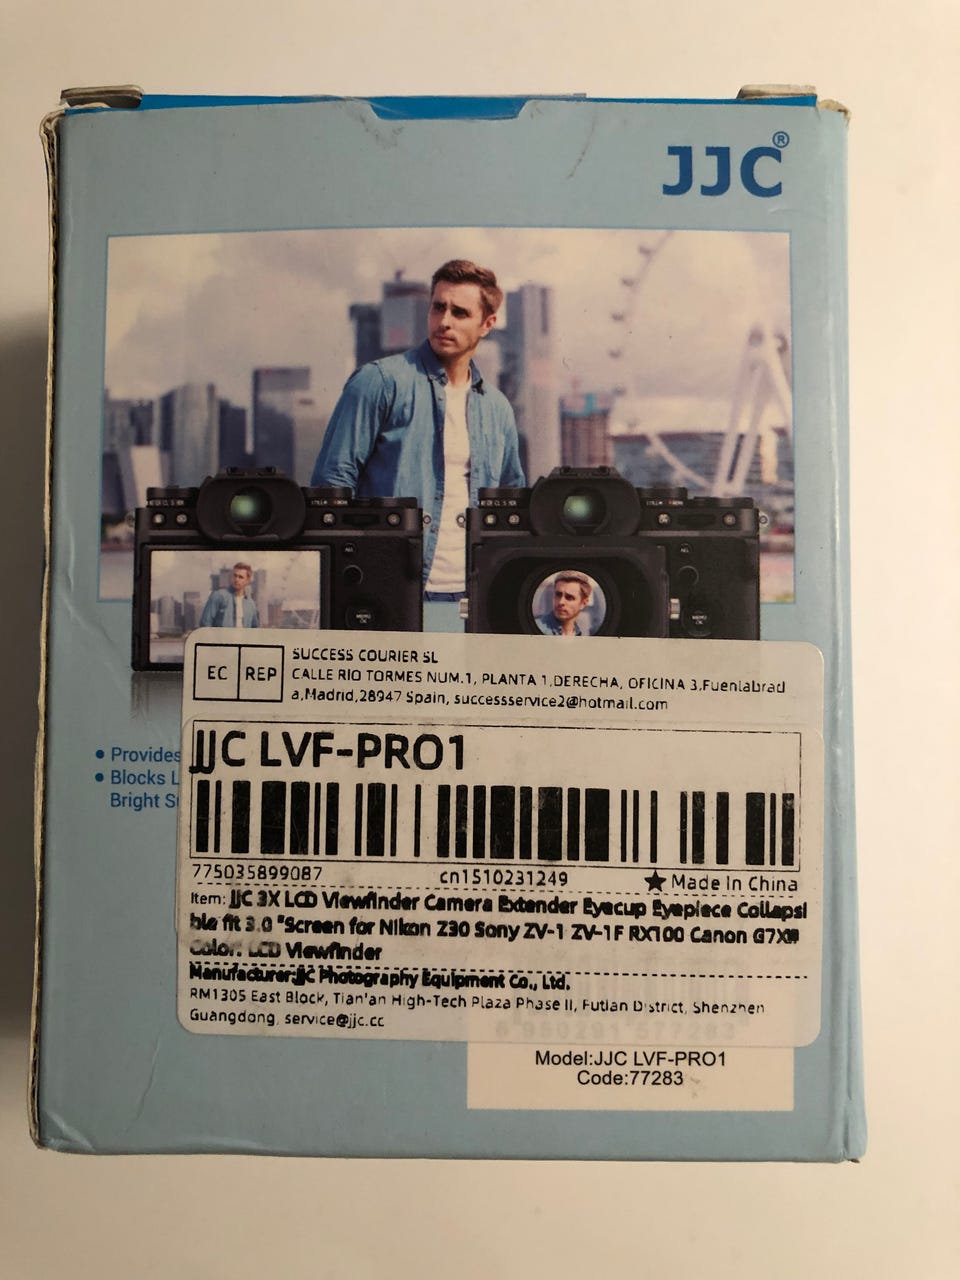 JJC®
• Provides
• Blocks L
Bright S
EC REP
SUCCESS COURIER SL
CALLE RIO TORMES NUM.1, PLANTA 1,DERECHA, OFICINA 3,Fuenlabrad
a,Madrid,28947 Spain, successservice2@hotmail.com
JJC LVF-PRO1
775035899087 cn1510231249 ★ Made In China
Item: JJC 3X LCD Viewfinder Camera Extender Eyecup Eyepiece Collapsi
ble fit 3.0 "Screen for Nikon Z30 Sony ZV-1 ZV-1F RX100 Canon G7X
Color: LCD Viewfinder
Manufacturer:JJC Photography Equipment Co., Ltd.
RM1305 East Block, Tian'an High-Tech Plaza Phase II, Futian District, Shenzhen
Guangdong, service@jjc.cc
6 950291 577283
Model:JJC LVF-PRO1
Code:77283